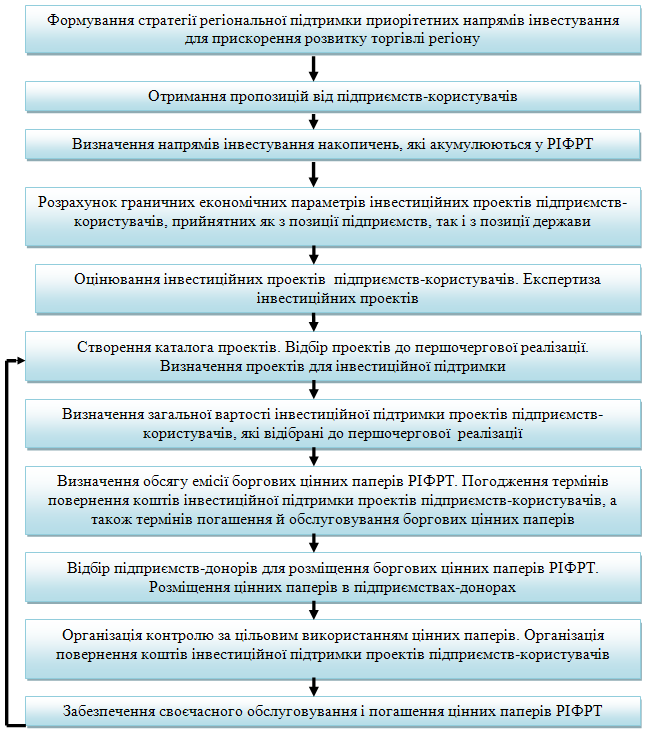 Формування стратегії регіональної підтримки приорітетних напрямів інвестування
для прискорення розвитку торгівлі регіону
Отримання пропозицій від підприємств-користувачів
Визначення напрямів інвестування накопичень, які акумулюються у РІФРТ
Розрахунок граничних економічних параметрів інвестиційних проектів підприємств-
користувачів, прийнятних як з позиції підприємств, так і з позиції держави
Оцінювання інвестиційних проектів підприємств-користувачів. Експертиза
інвестиційних проектів
Створення каталога проектів. Відбір проектів до першочергової реалізації.
Визначення проектів для інвестиційної підтримки
Визначення загальної вартості інвестиційної підтримки проектів підприємств-
користувачів, які відібрані до першочергової реалізації
Визначення обсягу емісії боргових цінних паперів РІФРТ. Погодження термінів
повернення коштів інвестиційної підтримки проектів підприємств-користувачів, а
також термінів погашення й обслуговування боргових цінних паперів
Відбір підприємств-донорів для розміщення боргових цінних паперів РІФРТ.
Розміщення цінних паперів в підприємствах-донорах
Організація контролю за цільовим використанням цінних паперів. Організація
повернення коштів інвестиційної підтримки проектів підприємств-користувачів
Забезпечення своєчасного обслуговування і погашення цінних паперів РІФРТ